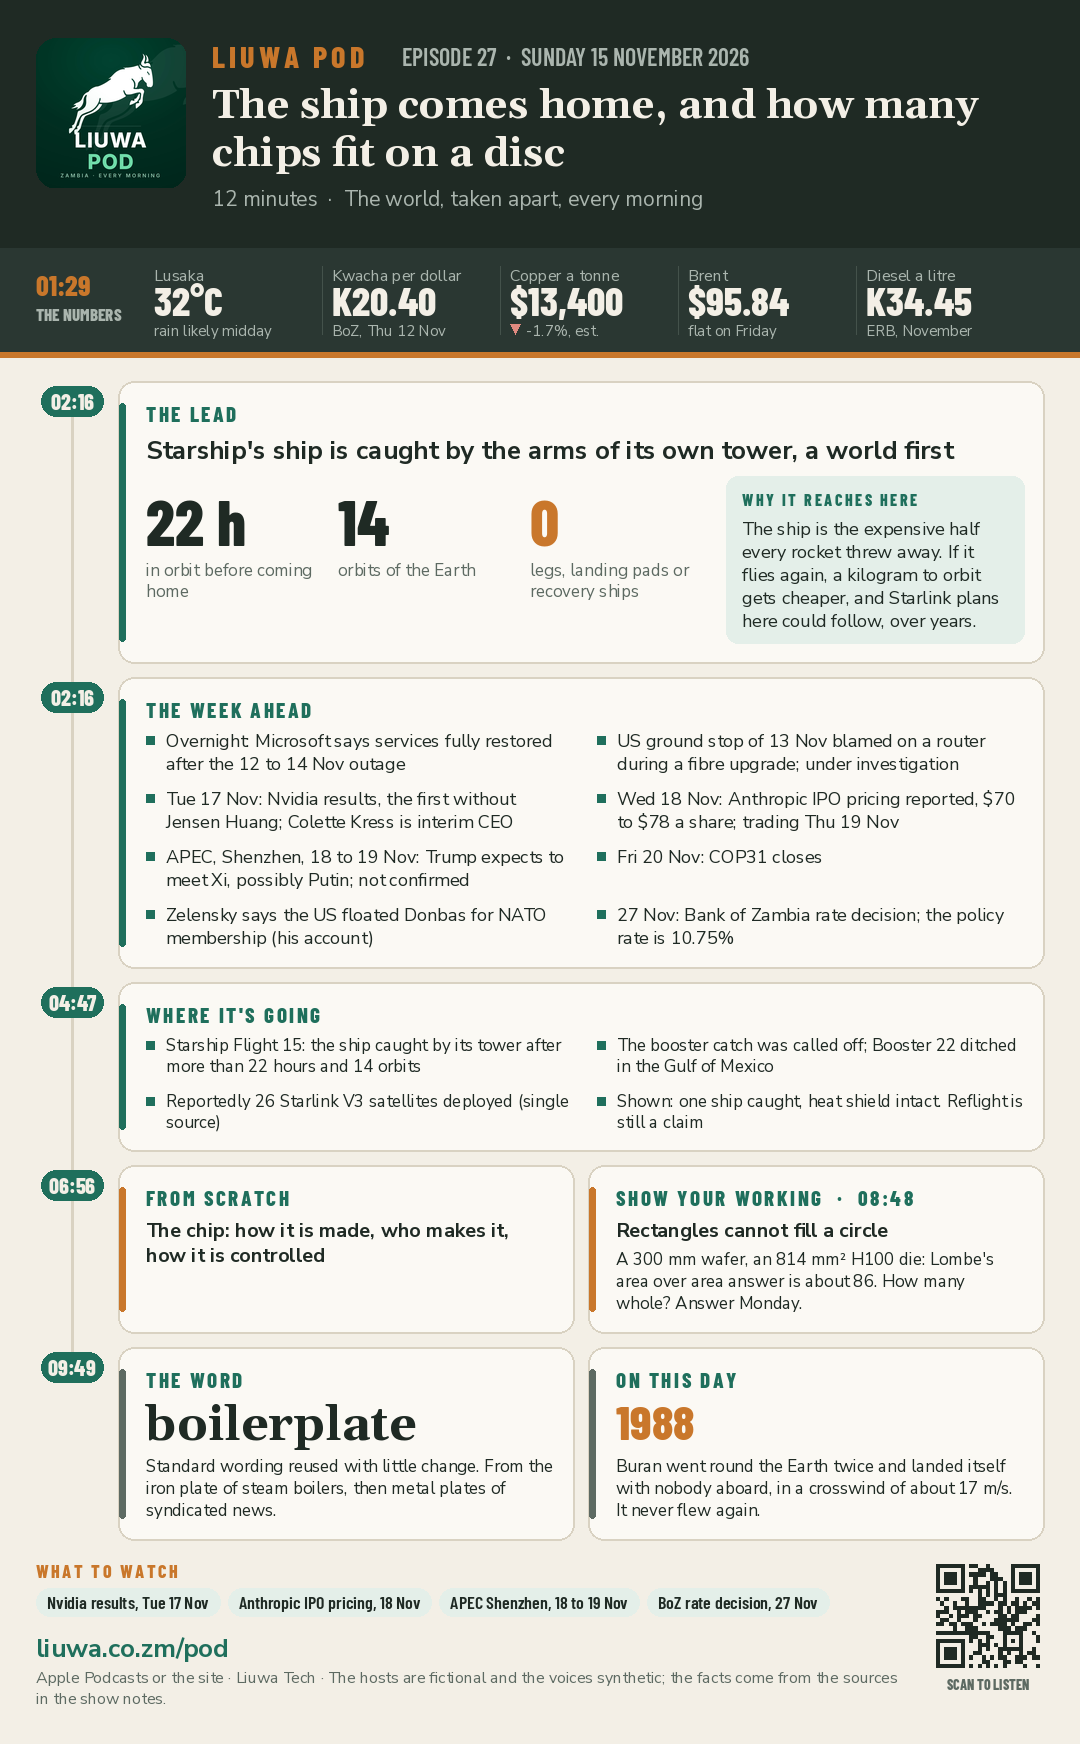 LIUWA
POD
ZAMBIA · EVERY MORNING
LIUWA POD EPISODE 27 · SUNDAY 15 NOVEMBER 2026
The ship comes home, and how many
chips fit on a disc
12 minutes · The world, taken apart, every morning
01:29
THE NUMBERS
Lusaka
32°C
rain likely midday
Kwacha per dollar
K20.40
BoZ, Thu 12 Nov
Copper a tonne
$13,400
▼ -1.7%, est.
Brent
$95.84
flat on Friday
Diesel a litre
K34.45
ERB, November
02:16
THE LEAD
Starship's ship is caught by the arms of its own tower, a world first
22 h
in orbit before coming
home
14
orbits of the Earth
0
legs, landing pads or
recovery ships
WHY IT REACHES HERE
The ship is the expensive half
every rocket threw away. If it
flies again, a kilogram to orbit
gets cheaper, and Starlink plans
here could follow, over years.
02:16
THE WEEK AHEAD
Overnight: Microsoft says services fully restored
after the 12 to 14 Nov outage
US ground stop of 13 Nov blamed on a router
during a fibre upgrade; under investigation
Tue 17 Nov: Nvidia results, the first without
Jensen Huang; Colette Kress is interim CEO
Wed 18 Nov: Anthropic IPO pricing reported, $70
to $78 a share; trading Thu 19 Nov
APEC, Shenzhen, 18 to 19 Nov: Trump expects to
meet Xi, possibly Putin; not confirmed
Fri 20 Nov: COP31 closes
Zelensky says the US floated Donbas for NATO
membership (his account)
27 Nov: Bank of Zambia rate decision; the policy
rate is 10.75%
04:47
WHERE IT'S GOING
Starship Flight 15: the ship caught by its tower after
more than 22 hours and 14 orbits
The booster catch was called off; Booster 22 ditched
in the Gulf of Mexico
Reportedly 26 Starlink V3 satellites deployed (single
source)
Shown: one ship caught, heat shield intact. Reflight is
still a claim
06:56
FROM SCRATCH
The chip: how it is made, who makes it,
how it is controlled
SHOW YOUR WORKING · 08:48
Rectangles cannot fill a circle
A 300 mm wafer, an 814 mm² H100 die: Lombe's
area over area answer is about 86. How many
whole? Answer Monday.
09:49
THE WORD
boilerplate
Standard wording reused with little change. From the
iron plate of steam boilers, then metal plates of
syndicated news.
ON THIS DAY
1988
Buran went round the Earth twice and landed itself
with nobody aboard, in a crosswind of about 17 m/s.
It never flew again.
WHAT TO WATCH
Nvidia results, Tue 17 Nov
Anthropic IPO pricing, 18 Nov
APEC Shenzhen, 18 to 19 Nov
BoZ rate decision, 27 Nov
liuwa.co.zm/pod
Apple Podcasts or the site · Liuwa Tech · The hosts are fictional and the voices synthetic; the facts come from the sources
in the show notes.
SCAN TO LISTEN